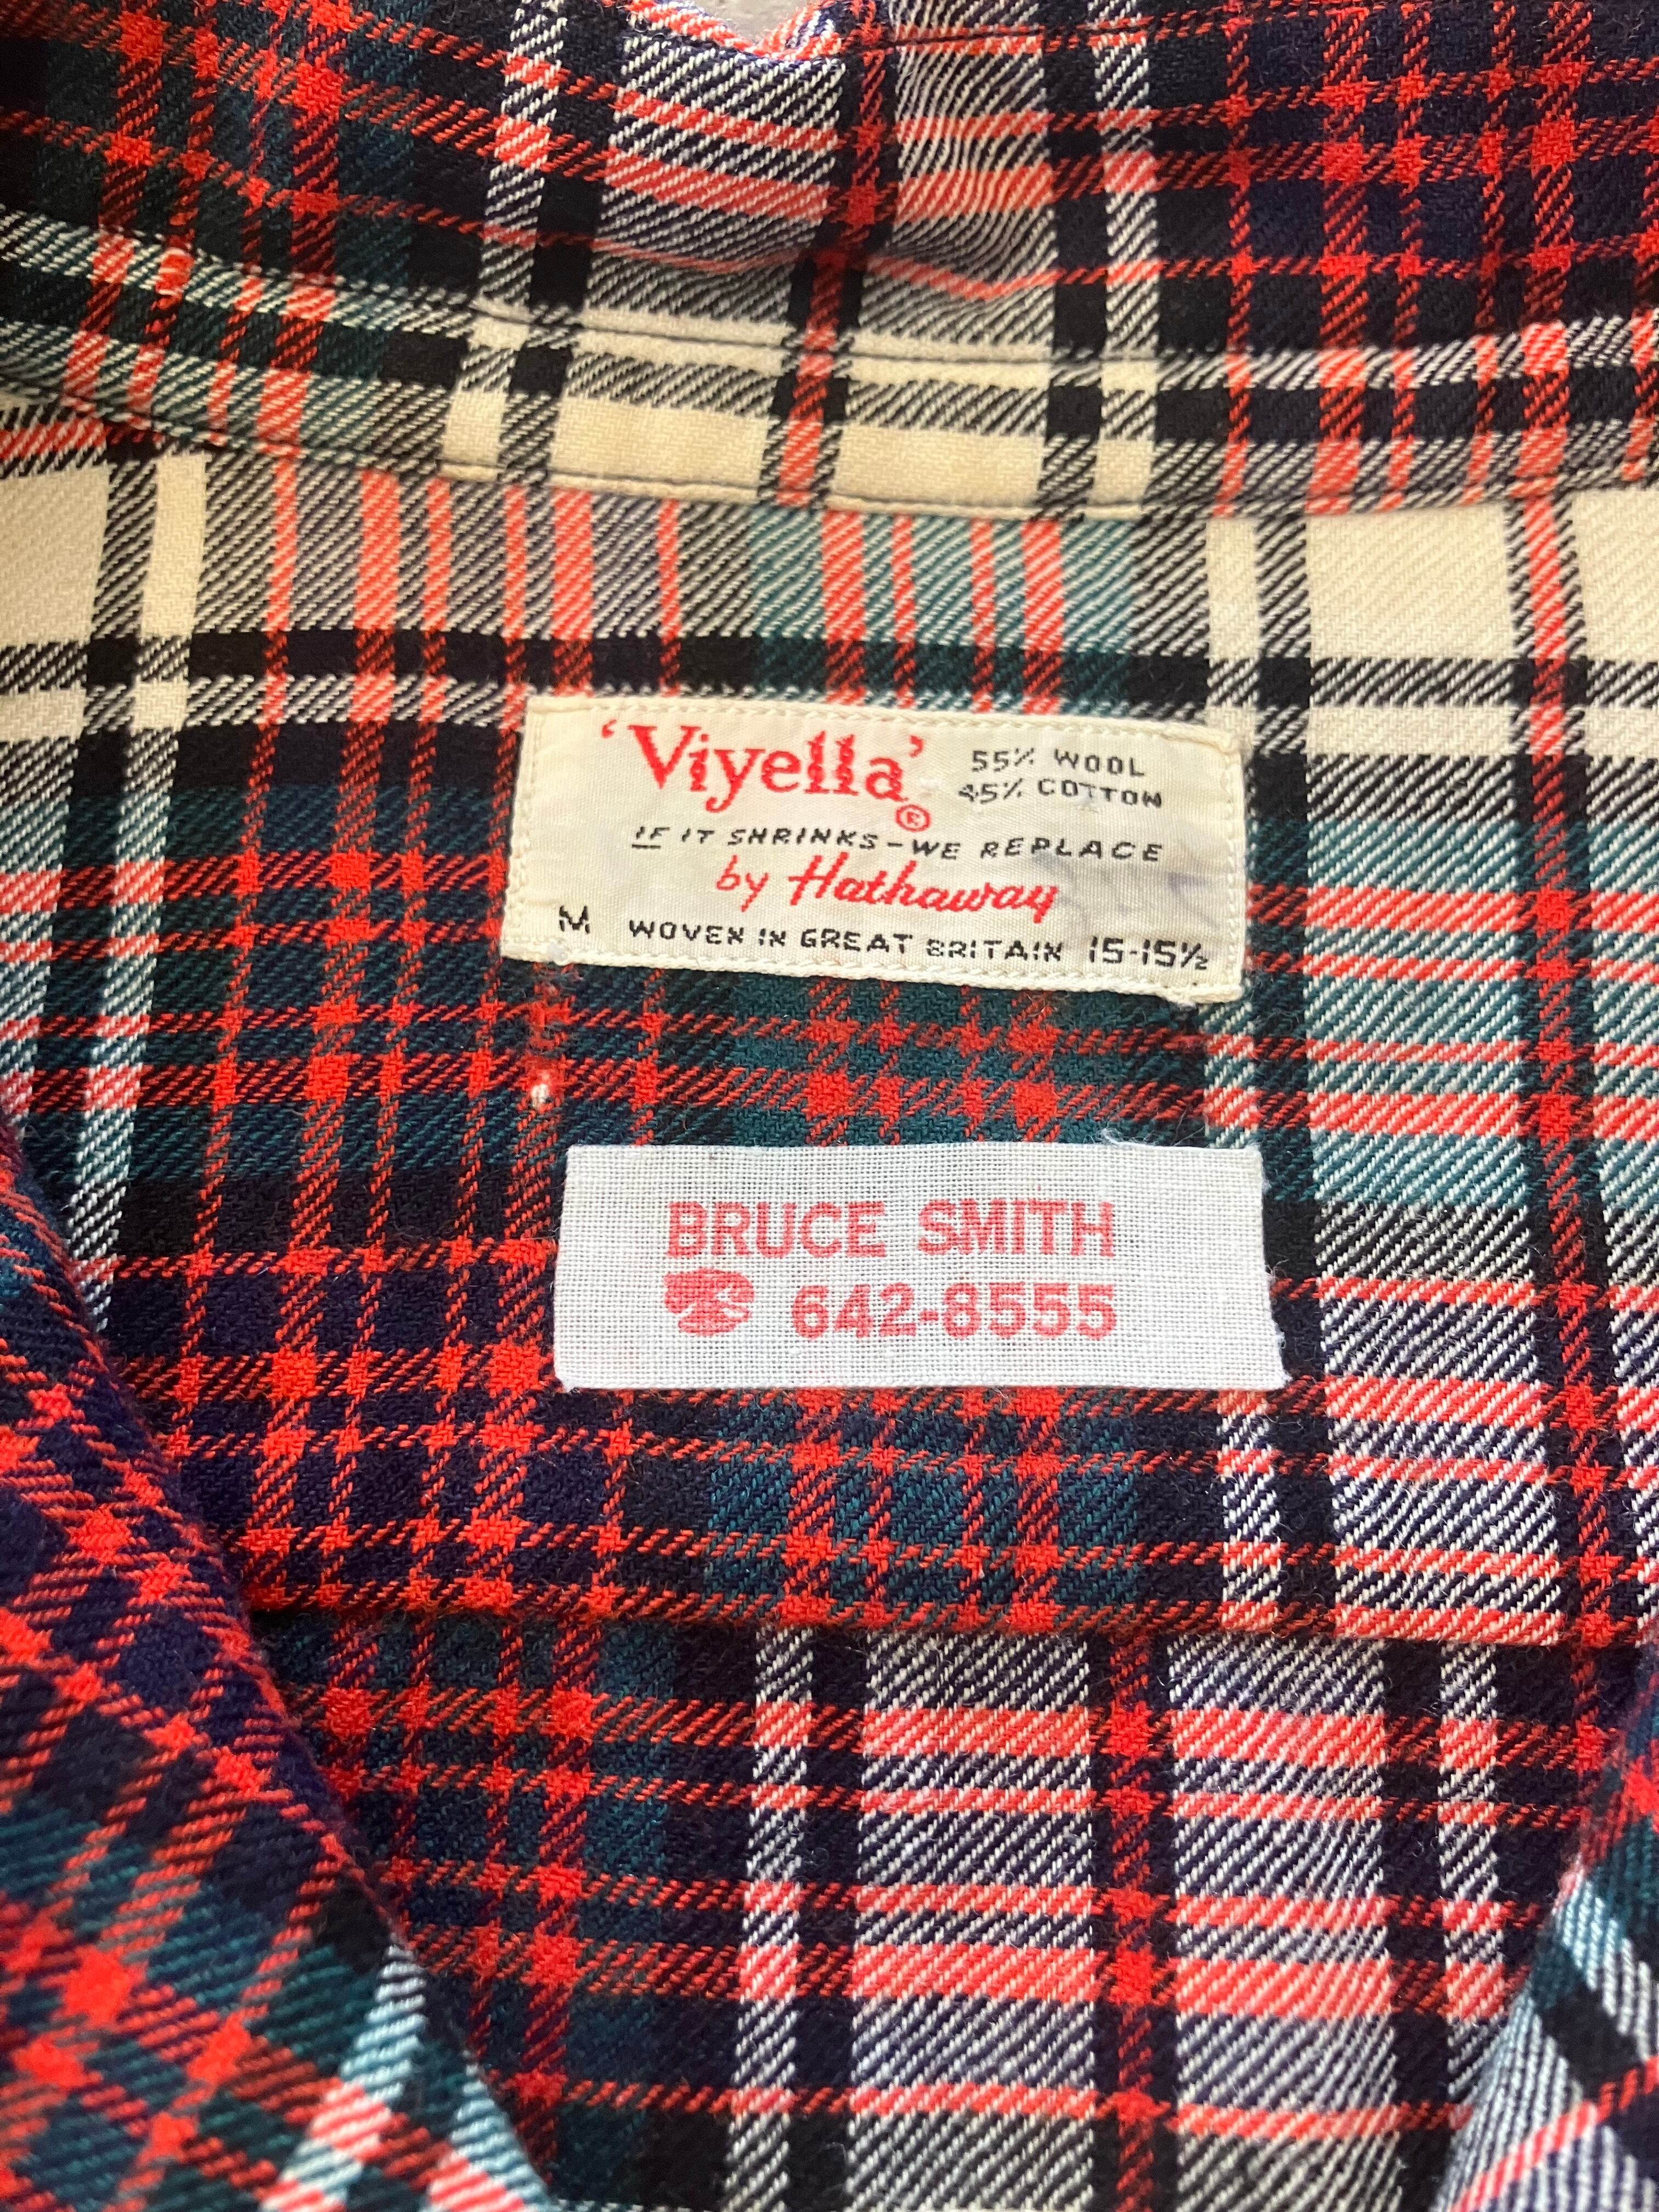 'Viyella'® 55% WOOL
45% COTTON
IF IT SHRINKS-WE REPLACE
by Hathaway
M WOVEN IN GREAT BRITAIN 15-15½
BRUCE SMITH
☎ 642-8555